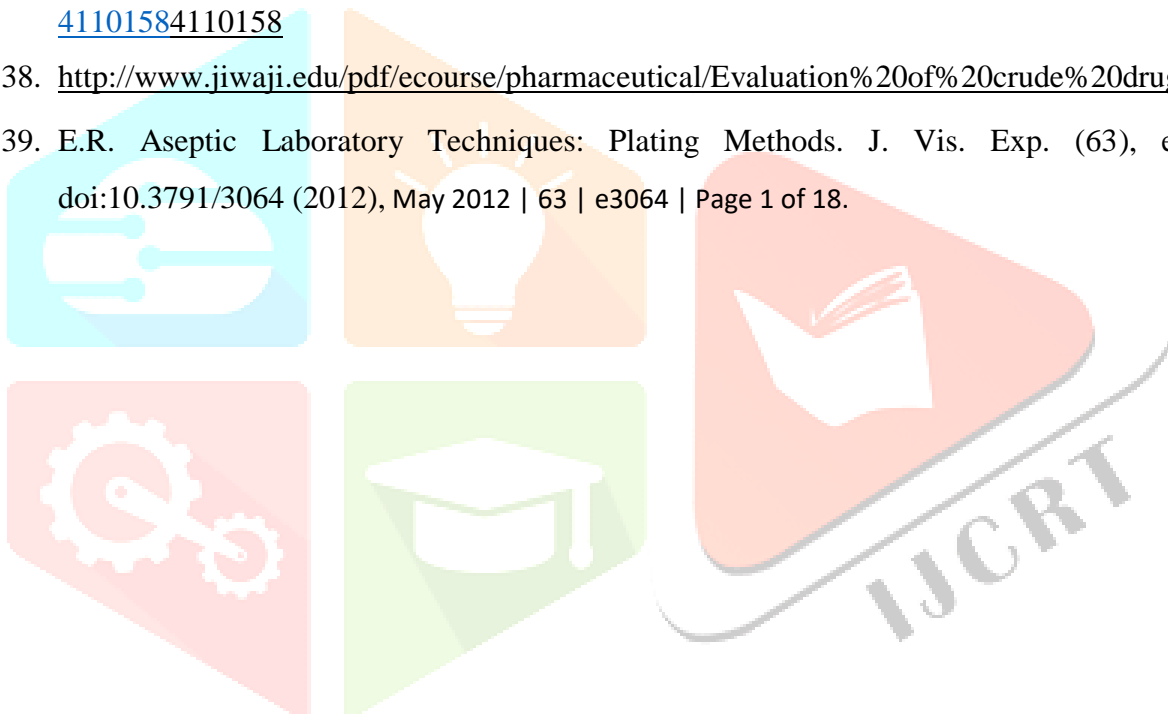 41101584110158
38. http://www.jiwaji.edu/pdf/ecourse/pharmaceutical/Evaluation%20of%20crude%20drug
39. E.R. Aseptic Laboratory Techniques: Plating Methods. J. Vis. Exp. (63), e
doi:10.3791/3064 (2012), May 2012 | 63 | e3064 | Page 1 of 18.
IJCRT